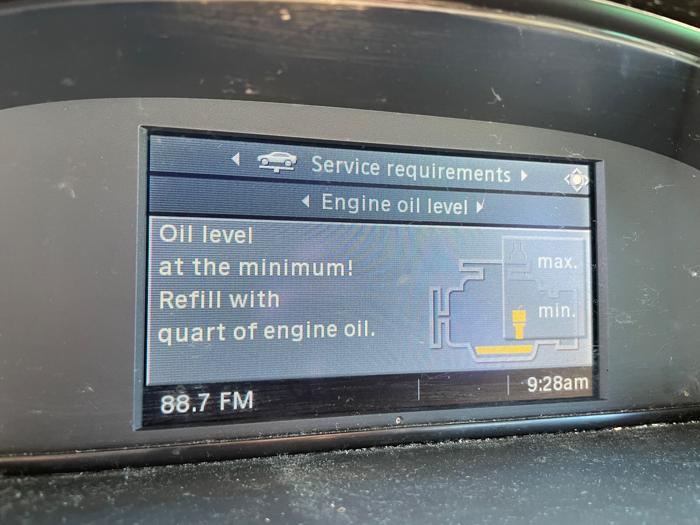 Service requirements
Engine oil level
Oil level
at the minimum!
Refill with
quart of engine oil.
max.
min.
88.7 FM
9:28am